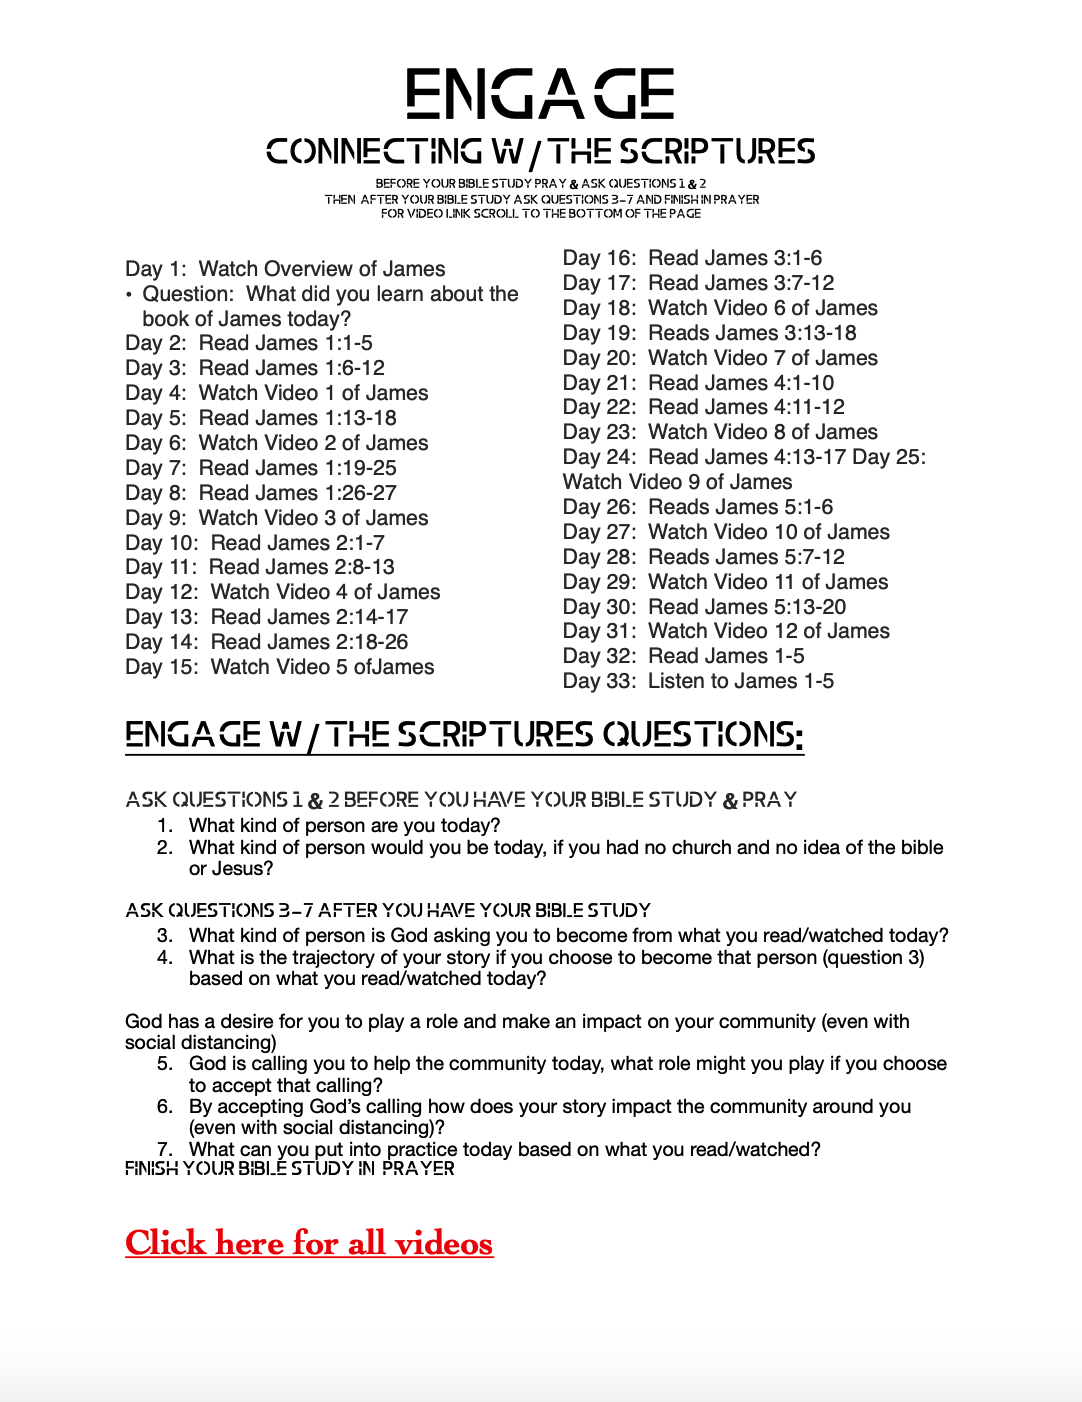 ENGAGE
CONNECTING W/THE SCRIPTURES
BEFORE YOUR BIBLE STUDY PRAY & ASK QUESTIONS 1 & 2
THEN AFTER YOUR BIBLE STUDY ASK QUESTIONS 3-7 AND FINISH IN PRAYER
FOR VIDEO LINK SCROLL TO THE BOTTOM OF THE PAGE
Day 1: Watch Overview of James
• Question: What did you learn about the
book of James today?
Day 2: Read James 1:1-5
Day 3: Read James 1:6-12
Day 4: Watch Video 1 of James
Day 5: Read James 1:13-18
Day 6: Watch Video 2 of James
Day 7: Read James 1:19-25
Day 8: Read James 1:26-27
Day 9: Watch Video 3 of James
Day 10: Read James 2:1-7
Day 11: Read James 2:8-13
Day 12: Watch Video 4 of James
Day 13: Read James 2:14-17
Day 14: Read James 2:18-26
Day 15: Watch Video 5 ofJames
Day 16: Read James 3:1-6
Day 17: Read James 3:7-12
Day 18: Watch Video 6 of James
Day 19: Reads James 3:13-18
Day 20: Watch Video 7 of James
Day 21: Read James 4:1-10
Day 22: Read James 4:11-12
Day 23: Watch Video 8 of James
Day 24: Read James 4:13-17 Day 25:
Watch Video 9 of James
Day 26: Reads James 5:1-6
Day 27: Watch Video 10 of James
Day 28: Reads James 5:7-12
Day 29: Watch Video 11 of James
Day 30: Read James 5:13-20
Day 31: Watch Video 12 of James
Day 32: Read James 1-5
Day 33: Listen to James 1-5
ENGAGE W/THE SCRIPTURES QUESTIONS:
ASK QUESTIONS 1 & 2 BEFORE YOU HAVE YOUR BIBLE STUDY & PRAY
1. What kind of person are you today?
2. What kind of person would you be today, if you had no church and no idea of the bible
or Jesus?
ASK QUESTIONS 3-7 AFTER YOU HAVE YOUR BIBLE STUDY
3. What kind of person is God asking you to become from what you read/watched today?
4. What is the trajectory of your story if you choose to become that person (question 3)
based on what you read/watched today?
God has a desire for you to play a role and make an impact on your community (even with
social distancing)
5. God is calling you to help the community today, what role might you play if you choose
to accept that calling?
6. By accepting God’s calling how does your story impact the community around you
(even with social distancing)?
7. What can you put into practice today based on what you read/watched?
FINISH YOUR BIBLE STUDY IN PRAYER
Click here for all videos